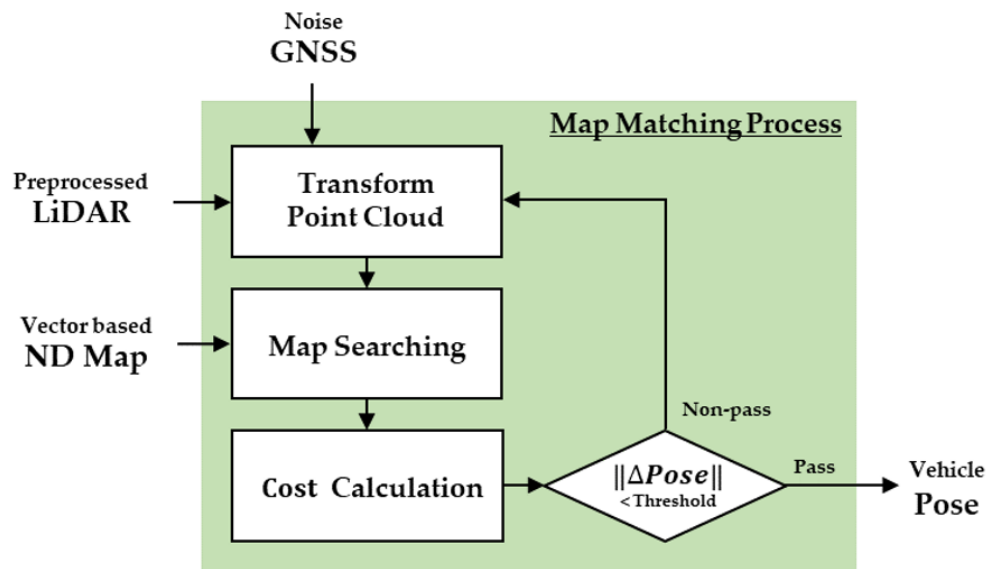 Noise
GNSS
Map Matching Process
Preprocessed
LiDAR
Transform
Point Cloud
Vector based
ND Map
Map Searching
Non-pass
Cost Calculation
‖ΔPose‖
< Threshold
Pass
Vehicle
Pose